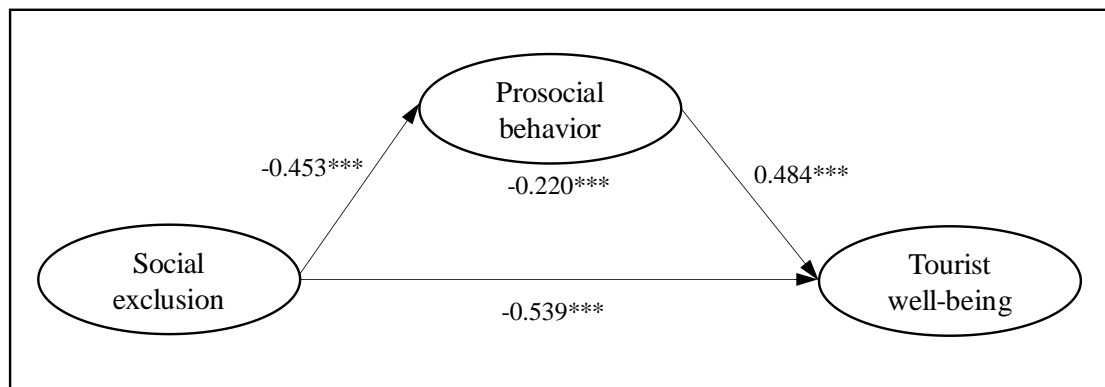 Prosocial
behavior
-0.453***
-0.220***
0.484***
Social
exclusion
Tourist
well-being
-0.539***